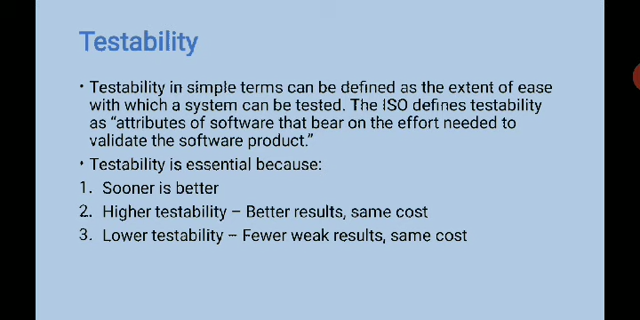 Testability
• Testability in simple terms can be defined as the extent of ease
with which a system can be tested. The ISO defines testability
as “attributes of software that bear on the effort needed to
validate the software product.”
• Testability is essential because:
1. Sooner is better
2. Higher testability – Better results, same cost
3. Lower testability – Fewer weak results, same cost